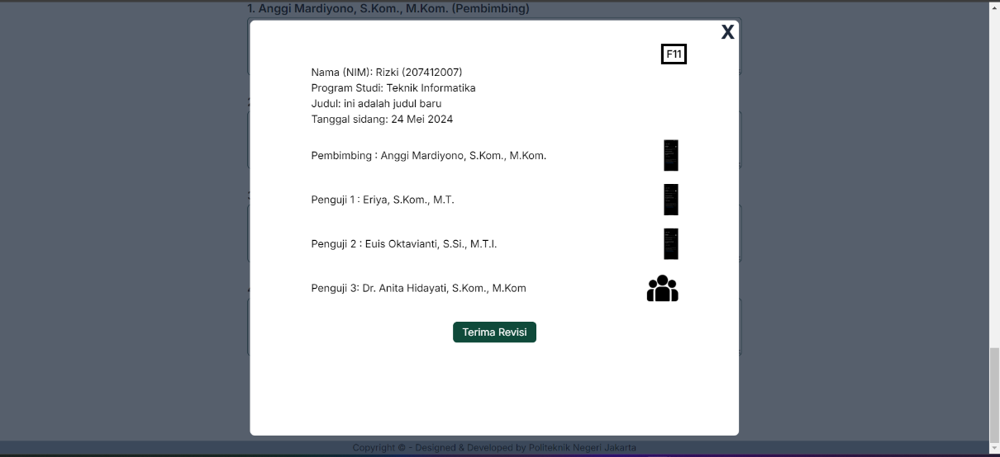 1. Anggi Mardiyono, S.Kom., M.Kom. (Pembimbing)
X
F11
Nama (NIM): Rizki (207412007)
Program Studi: Teknik Informatika
Judul: ini adalah judul baru
Tanggal sidang: 24 Mei 2024
Pembimbing : Anggi Mardiyono, S.Kom., M.Kom.
Penguji 1 : Eriya, S.Kom., M.T.
Penguji 2 : Euis Oktavianti, S.Si., M.T.I.
Penguji 3: Dr. Anita Hidayati, S.Kom., M.Kom
Terima Revisi
Copyright © - Designed & Developed by Politeknik Negeri Jakarta